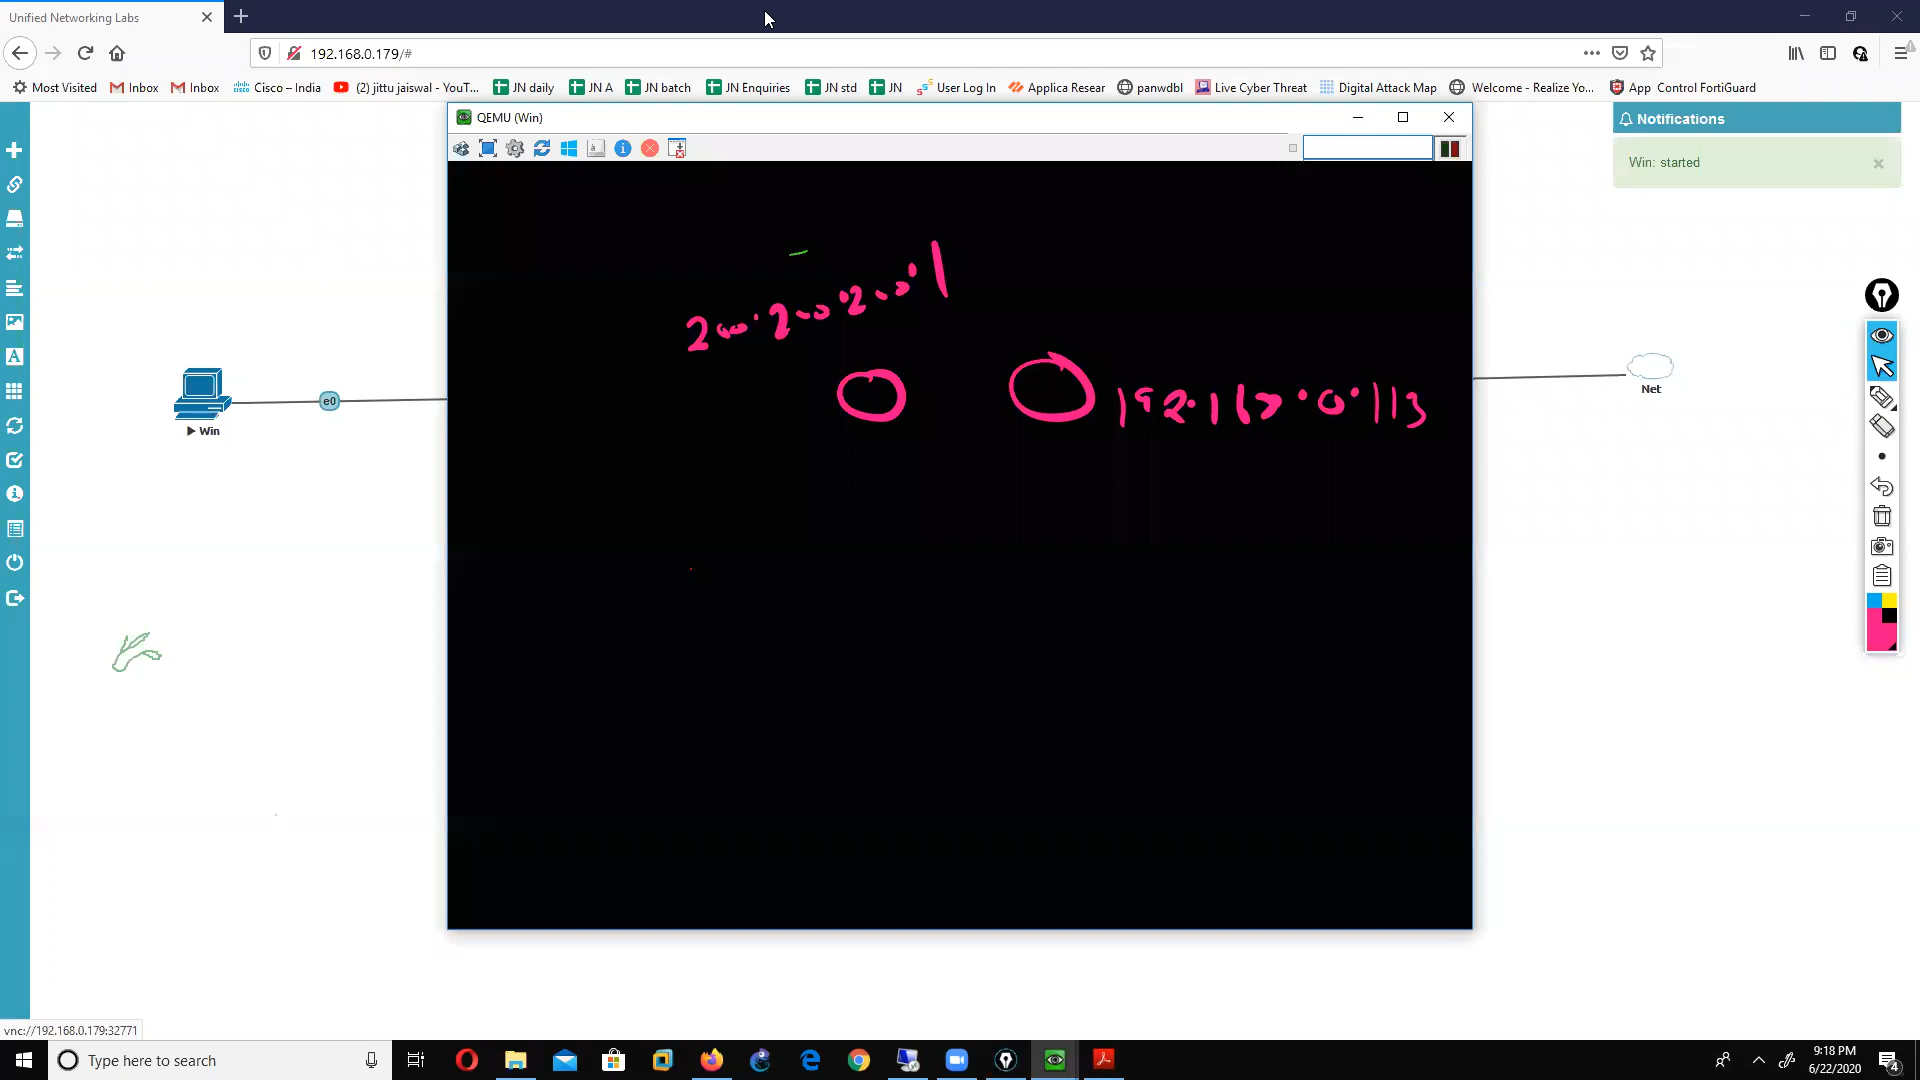 Unified Networking Labs
192.168.0.179/#
Most Visited Inbox Inbox Cisco – India (2) jittu jaiswal - YouT... JN daily JN A JN batch JN Enquiries JN std JN User Log In Applica Resear panwdbl Live Cyber Threat Digital Attack Map Welcome - Realize Yo... App Control FortiGuard
QEMU (Win)
Notifications
Win: started
200.200.200.1
192.168.0.113
e0
Net
Win
vnc://192.168.0.179:32771
Type here to search
9:18 PM
6/22/2020
4